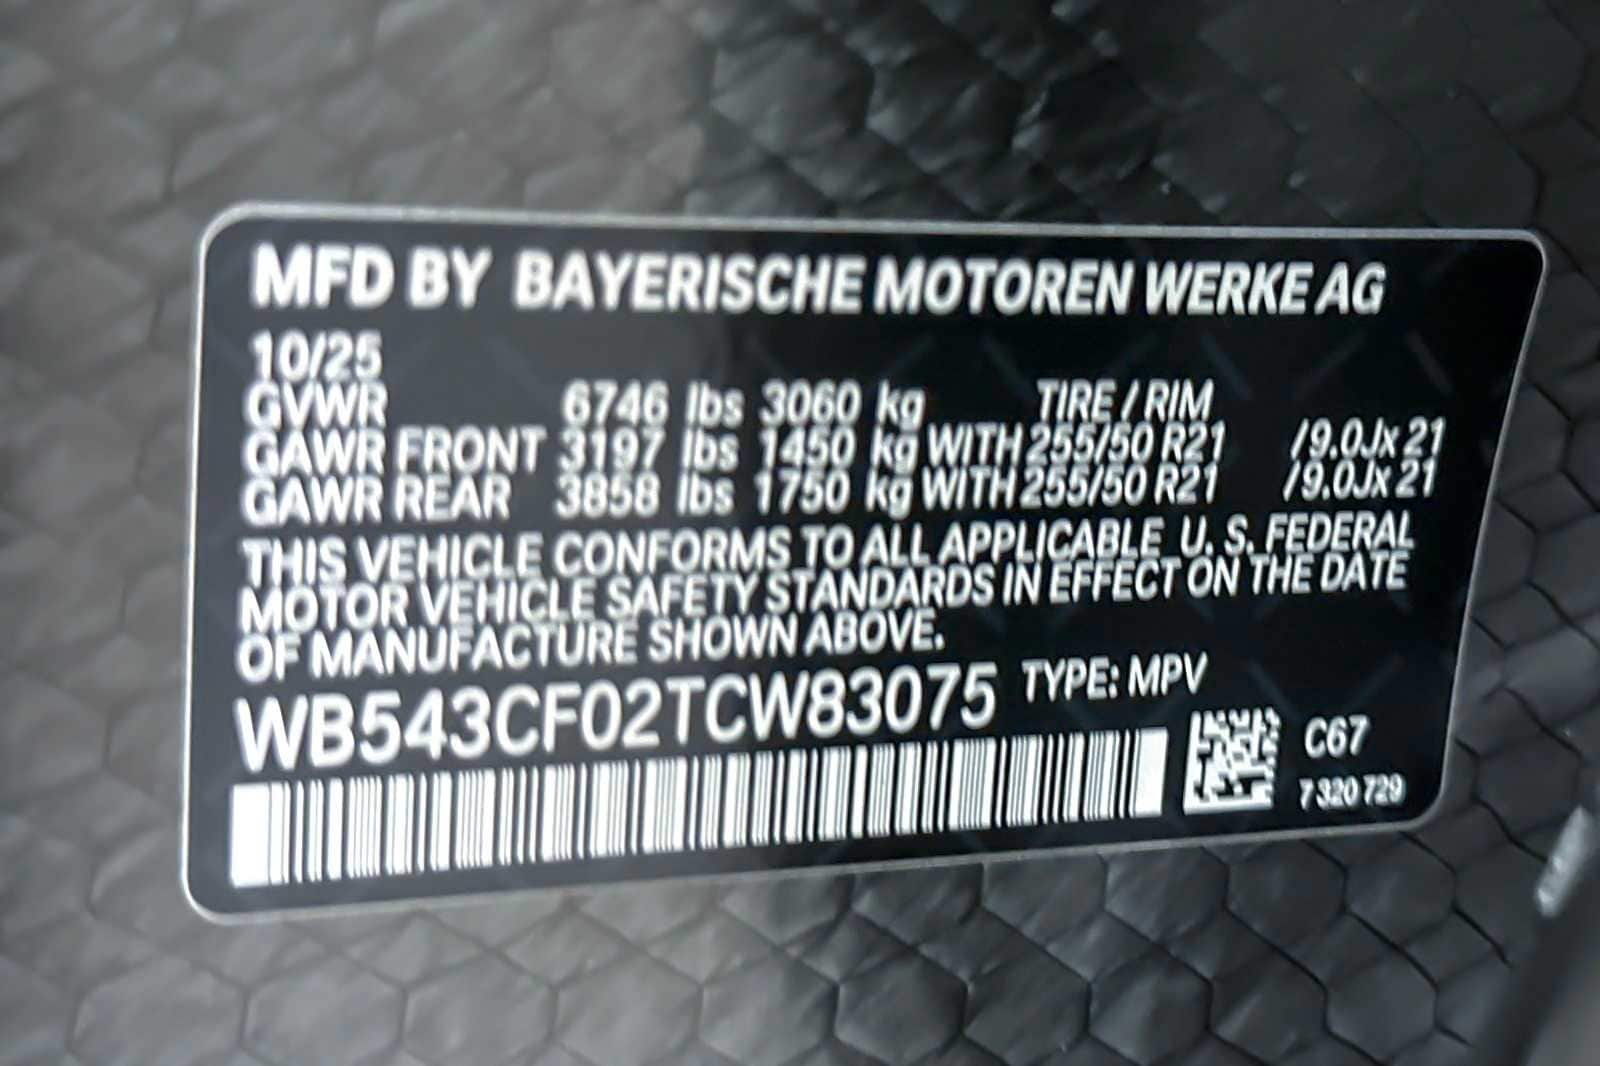 MFD BY BAYERISCHE MOTOREN WERKE AG
10/25
GVWR 6746 lbs 3060 kg TIRE / RIM
GAWR FRONT 3197 lbs 1450 kg WITH 255/50 R21 /9.0Jx 21
GAWR REAR 3858 lbs 1750 kg WITH 255/50 R21 /9.0Jx 21
THIS VEHICLE CONFORMS TO ALL APPLICABLE U. S. FEDERAL
MOTOR VEHICLE SAFETY STANDARDS IN EFFECT ON THE DATE
OF MANUFACTURE SHOWN ABOVE.
WB543CF02TCW83075 TYPE: MPV
C67
7 320 729